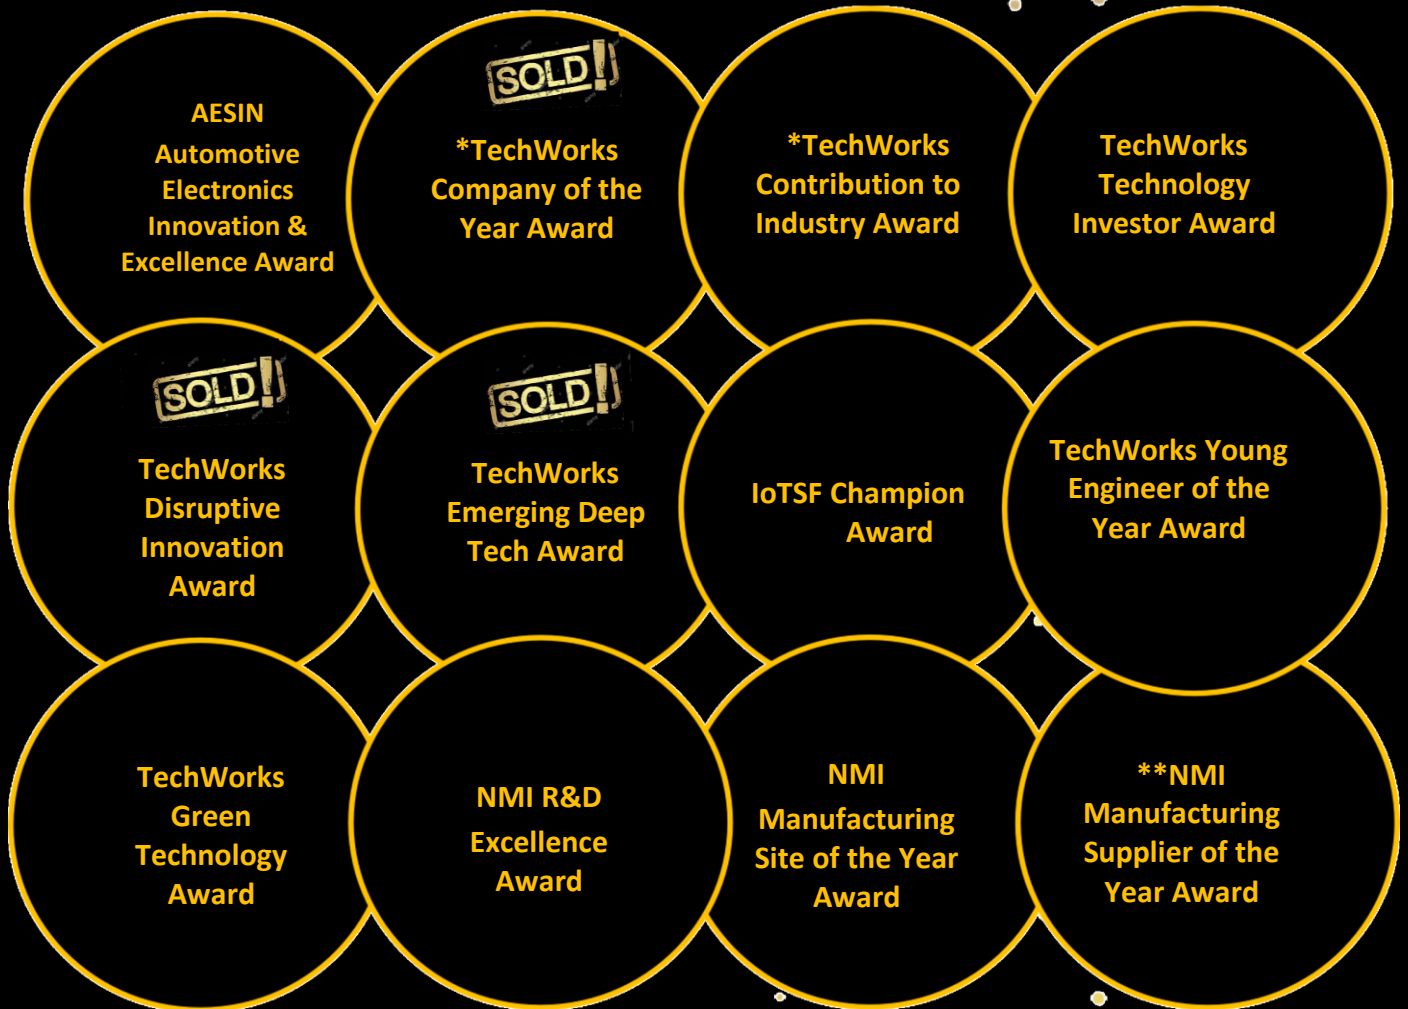 AESIN
Automotive
Electronics
Innovation &
Excellence Award
SOLD!
*TechWorks
Company of the
Year Award
*TechWorks
Contribution to
Industry Award
TechWorks
Technology
Investor Award
SOLD!
TechWorks
Disruptive
Innovation
Award
SOLD!
TechWorks
Emerging Deep
Tech Award
IoTSF Champion
Award
TechWorks Young
Engineer of the
Year Award
TechWorks
Green
Technology
Award
NMI R&D
Excellence
Award
NMI
Manufacturing
Site of the Year
Award
**NMI
Manufacturing
Supplier of the
Year Award